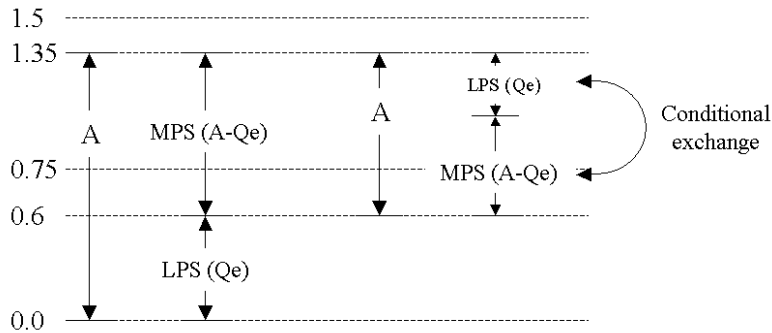 1.5
1.35
LPS (Qe)
A
MPS (A-Qe)
A
Conditional
exchange
0.75
MPS (A-Qe)
0.6
LPS (Qe)
0.0